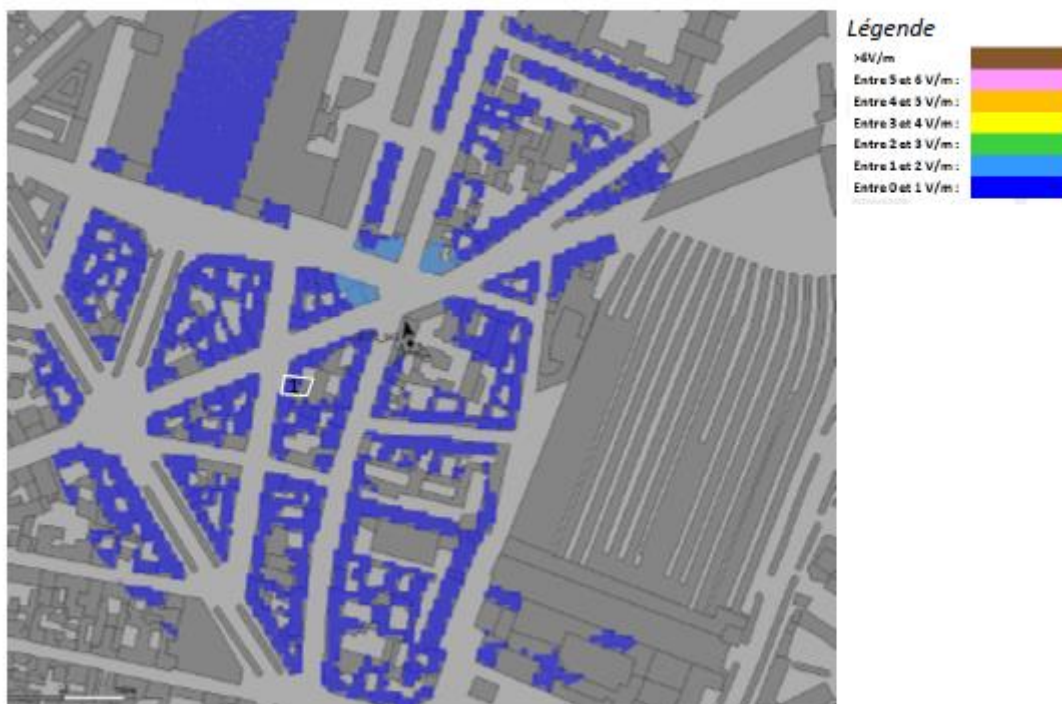 Légende
>6V/m
Entre 5 et 6 V/m :
Entre 4 et 5 V/m :
Entre 3 et 4 V/m :
Entre 2 et 3 V/m :
Entre 1 et 2 V/m :
Entre 0 et 1 V/m :
1